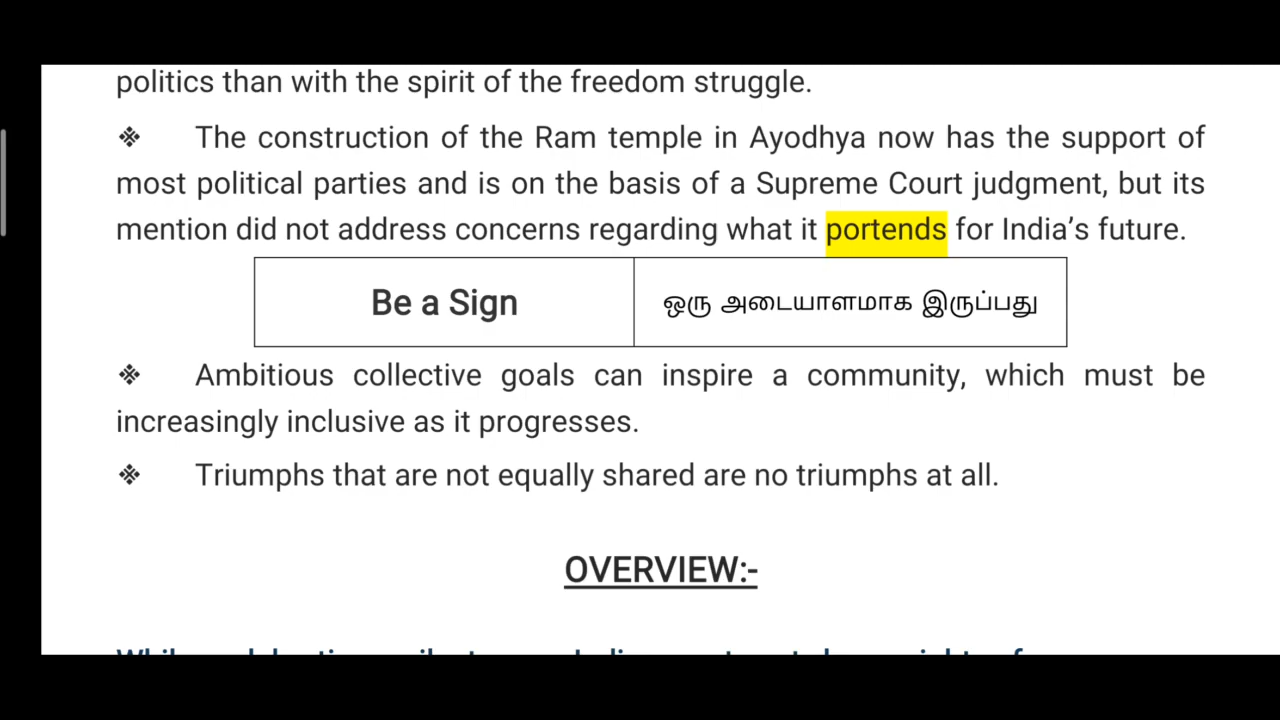 politics than with the spirit of the freedom struggle.
❖ The construction of the Ram temple in Ayodhya now has the support of
most political parties and is on the basis of a Supreme Court judgment, but its
mention did not address concerns regarding what it portends for India’s future.
Be a Sign ஒரு அடையாளமாக இருப்பது
❖ Ambitious collective goals can inspire a community, which must be
increasingly inclusive as it progresses.
❖ Triumphs that are not equally shared are no triumphs at all.
OVERVIEW:-